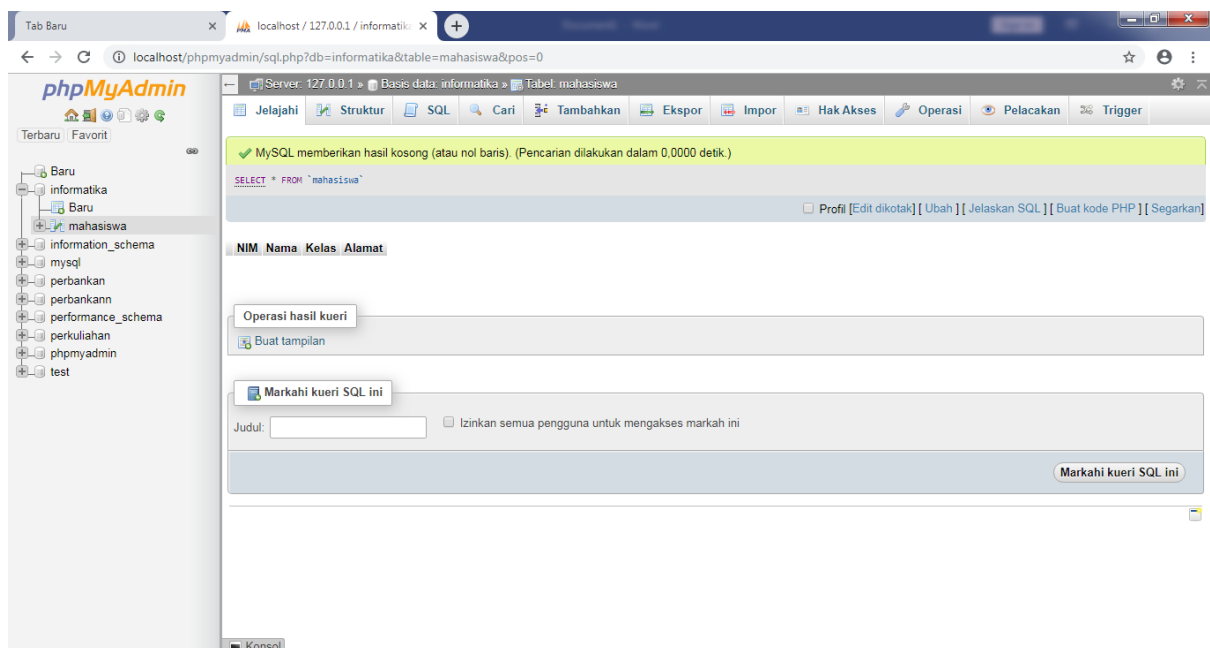 Tab Baru
localhost / 127.0.0.1 / informatik
localhost/phpmyadmin/sql.php?db=informatika&table=mahasiswa&pos=0
phpMyAdmin
Terbaru Favorit
Baru
informatika
Baru
mahasiswa
information_schema
mysql
perbankan
perbankann
performance_schema
perkuliahan
phpmyadmin
test
Server: 127.0.0.1 » Basis data: informatika » Tabel: mahasiswa
Jelajahi Struktur SQL Cari Tambahkan Ekspor Impor Hak Akses Operasi Pelacakan Trigger
MySQL memberikan hasil kosong (atau nol baris). (Pencarian dilakukan dalam 0,0000 detik.)
SELECT * FROM `mahasiswa`
Profil [Edit dikotak] [ Ubah ] [ Jelaskan SQL ] [ Buat kode PHP ] [ Segarkan]
NIM Nama Kelas Alamat
Operasi hasil kueri
Buat tampilan
Markahi kueri SQL ini
Judul: Izinkan semua pengguna untuk mengakses markah ini
Markahi kueri SQL ini
Konsol